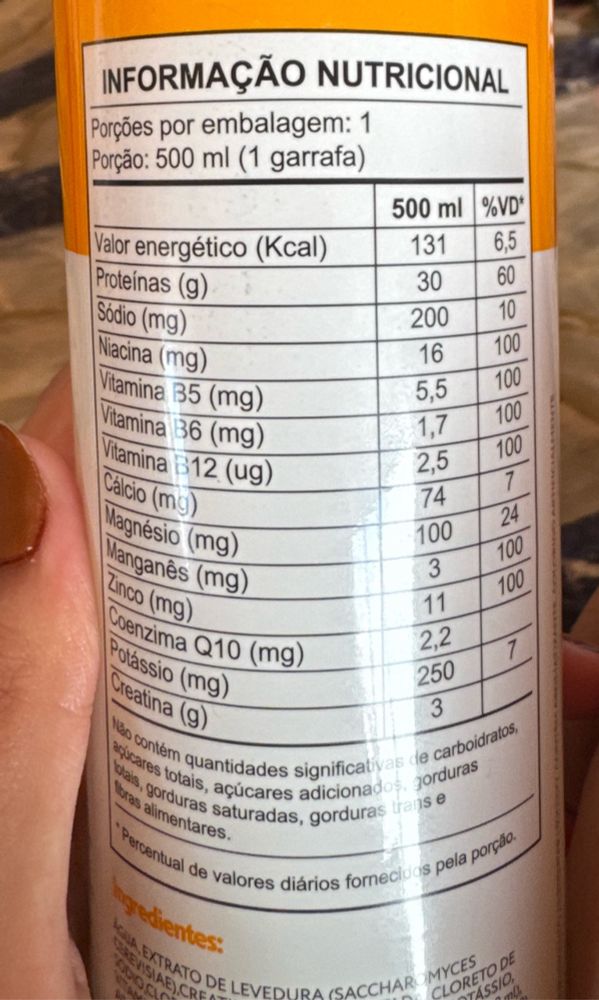 INFORMAÇÃO NUTRICIONAL
Porções por embalagem: 1
Porção: 500 ml (1 garrafa)
500 ml %VD*
Valor energético (Kcal) 131 6,5
Proteínas (g) 30 60
Sódio (mg) 200 10
Niacina (mg) 16 100
Vitamina B5 (mg) 5,5 100
Vitamina B6 (mg) 1,7 100
Vitamina B12 (ug) 2,5 100
Cálcio (mg) 74 7
Magnésio (mg) 100 24
Manganês (mg) 3 100
Zinco (mg) 11 100
Coenzima Q10 (mg) 2,2
Potássio (mg) 250 7
Creatina (g) 3
Não contém quantidades significativas de carboidratos,
açúcares totais, açúcares adicionados, gorduras
totais, gorduras saturadas, gorduras trans e
fibras alimentares.
* Percentual de valores diários fornecidos pela porção.
Ingredientes:
ÁGUA, EXTRATO DE LEVEDURA (SACCHAROMYCES
CEREVISIAE), CLORETO DE